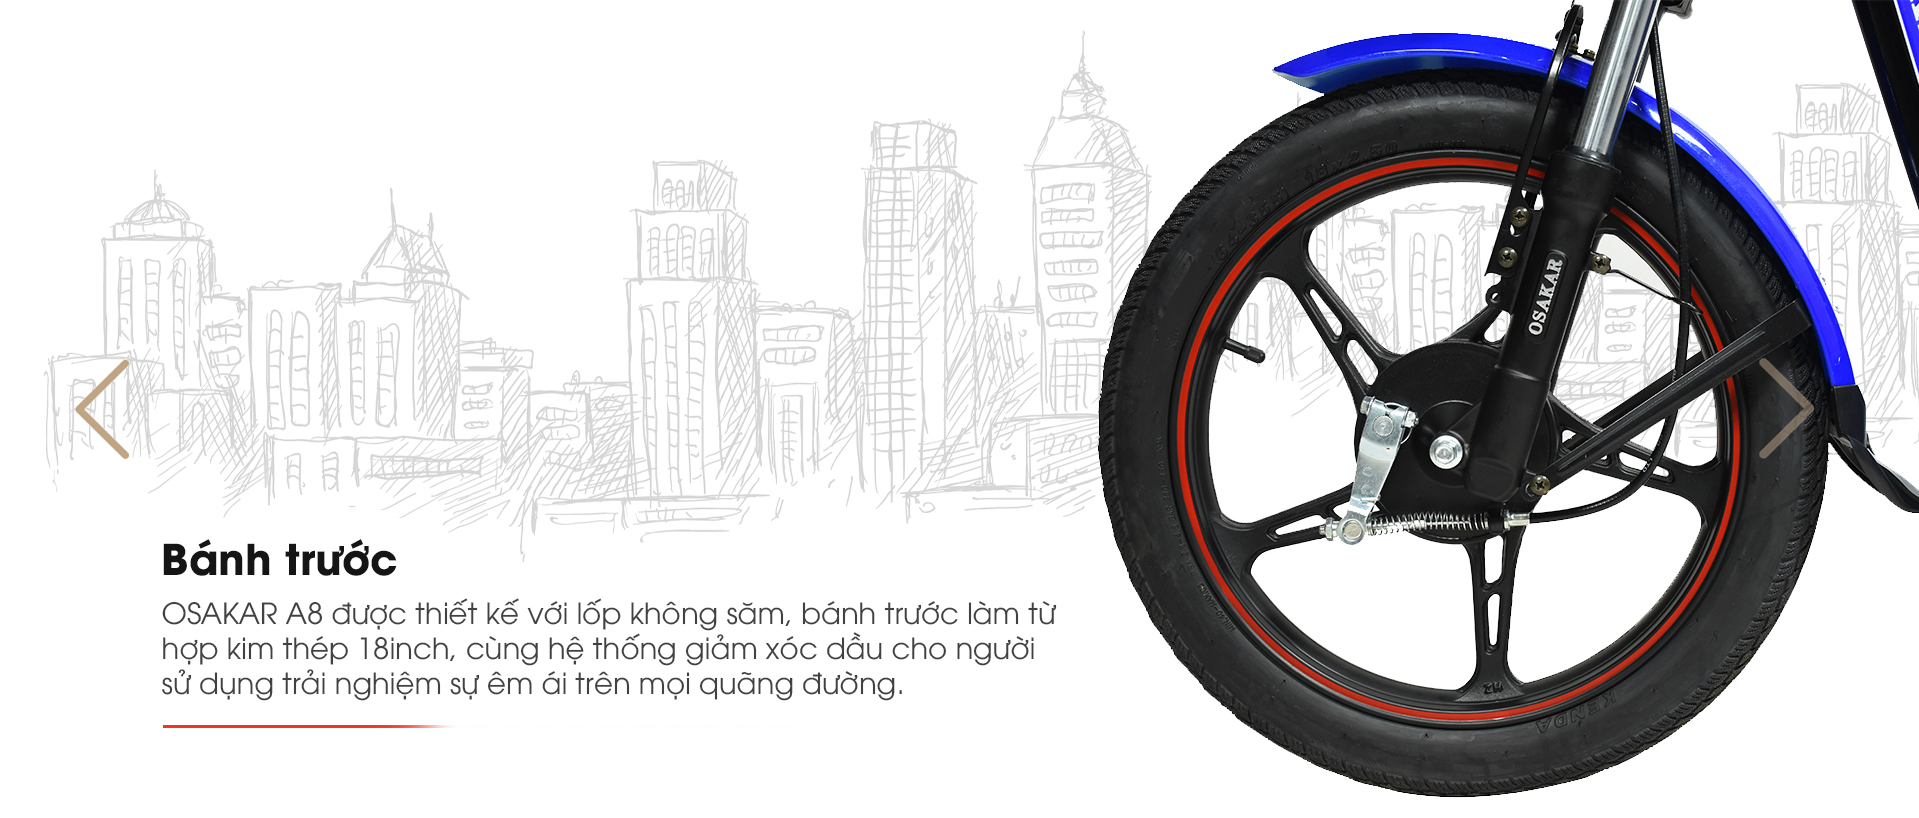 OSAKAR
Bánh trước
OSAKAR A8 được thiết kế với lốp không săm, bánh trước làm từ
hợp kim thép 18inch, cùng hệ thống giảm xóc dầu cho người
sử dụng trải nghiệm sự êm ái trên mọi quãng đường.
KENDA